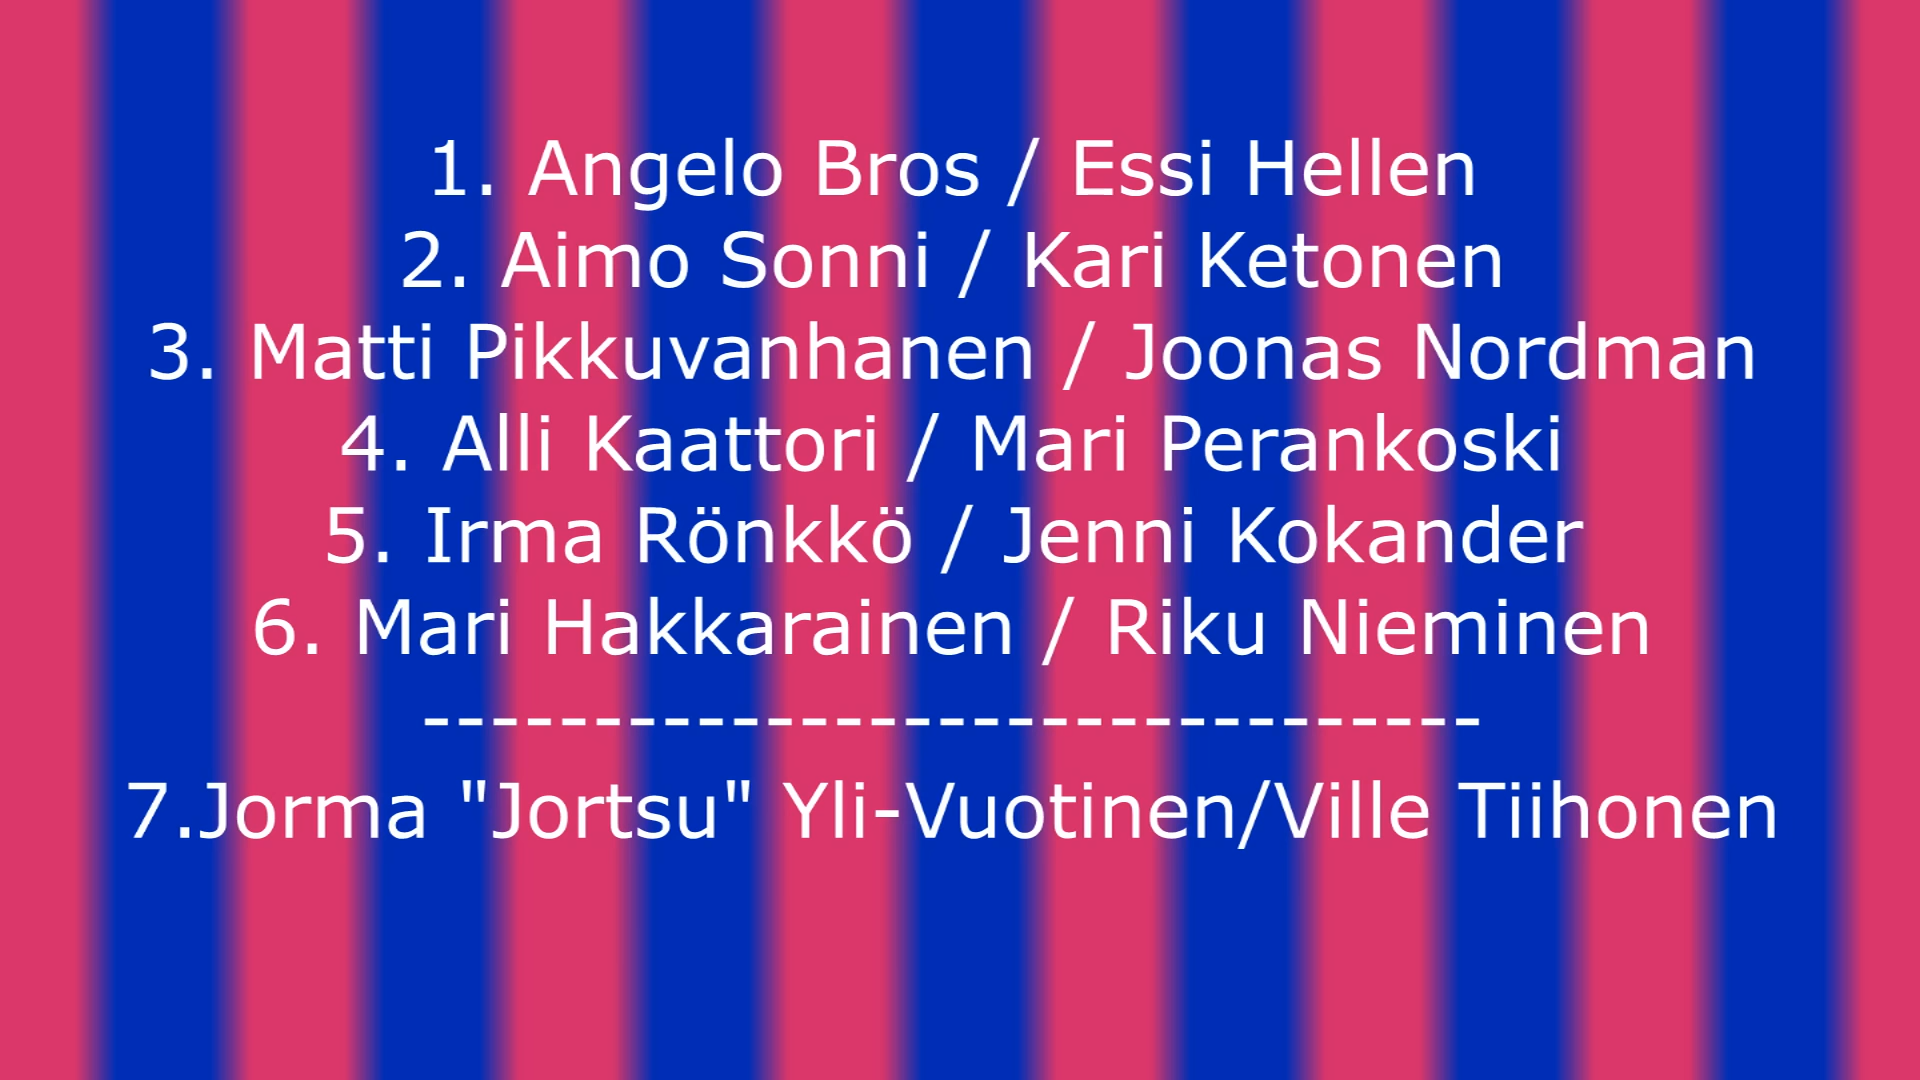 1. Angelo Bros / Essi Hellen
2. Aimo Sonni / Kari Ketonen
3. Matti Pikkuvanhanen / Joonas Nordman
4. Alli Kaattori / Mari Perankoski
5. Irma Rönkkö / Jenni Kokander
6. Mari Hakkarainen / Riku Nieminen
-------------------------------
7.Jorma "Jortsu" Yli-Vuotinen/Ville Tiihonen